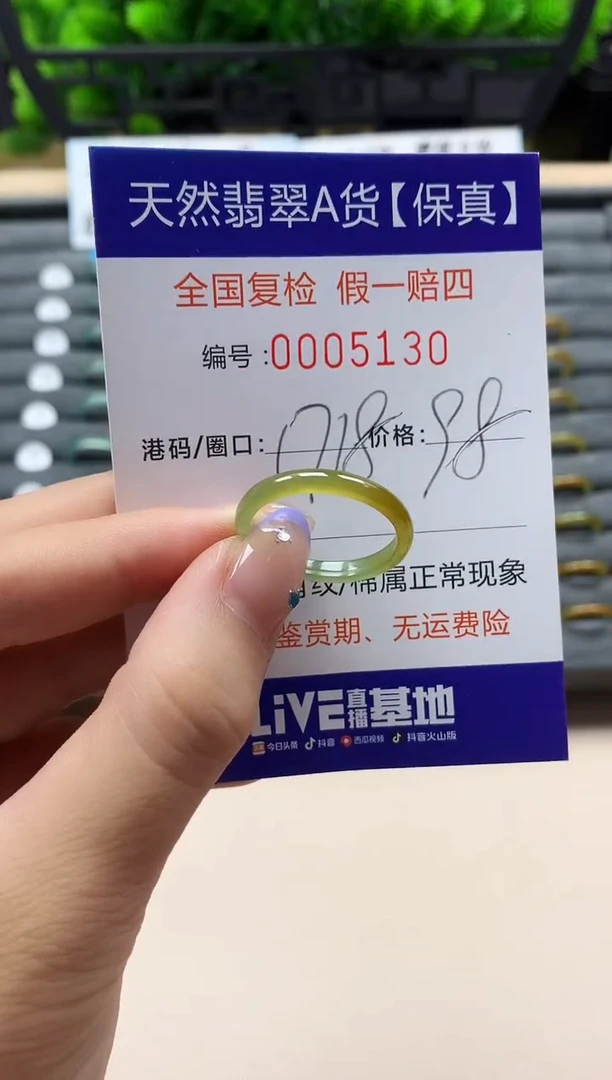 天然翡翠A货【保真】
全国复检 假一赔四
编号:0005130
港码/圈口: 1718 价格: 98
纹/棉属正常现象
鉴赏期、无运费险
LiVE直播基地
今日头条 抖音 西瓜视频 抖音火山版